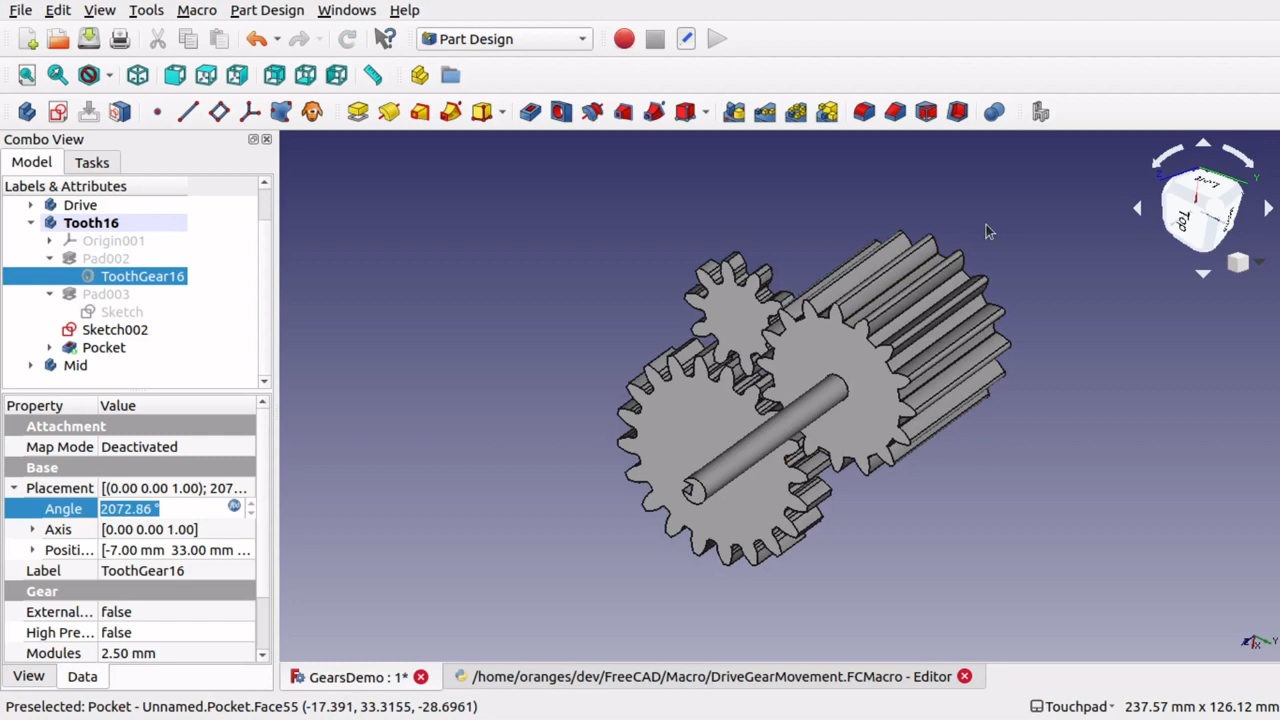 File Edit View Tools Macro Part Design Windows Help
Part Design
Combo View
Model Tasks
Labels & Attributes
Drive
Tooth16
Origin001
Pad002
ToothGear16
Pad003
Sketch
Sketch002
Pocket
Mid
Property Value
Attachment
Map Mode Deactivated
Base
Placement [(0.00 0.00 1.00); 207...
Angle 2072.86 °
Axis [0.00 0.00 1.00]
Positi... [-7.00 mm 33.00 mm ...
Label ToothGear16
Gear
External... false
High Pre... false
Modules 2.50 mm
View Data
Top
Z Y
Z X Y
GearsDemo : 1*
/home/oranges/dev/FreeCAD/Macro/DriveGearMovement.FCMacro - Editor
Preselected: Pocket - Unnamed.Pocket.Face55 (-17.391, 33.3155, -28.6961)
Touchpad 237.57 mm x 126.12 mm